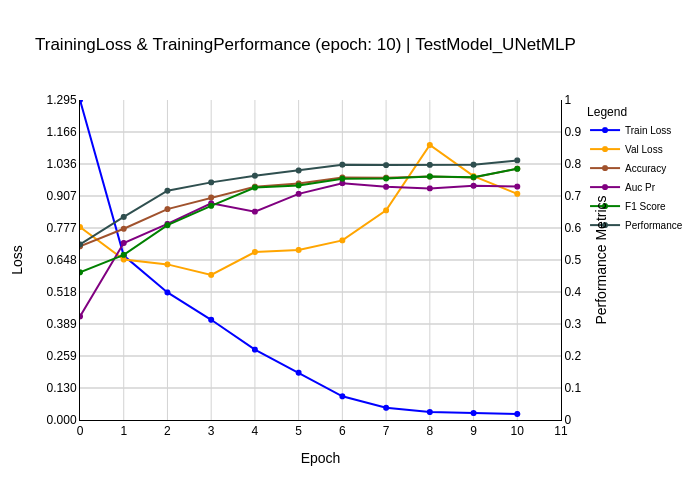 TrainingLoss & TrainingPerformance (epoch: 10) | TestModel_UNetMLP
1.295
1.166
1.036
0.907
0.777
0.648
0.518
0.389
0.259
0.130
0.000
Loss
0 1 2 3 4 5 6 7 8 9 10 11
Epoch
1
0.9
0.8
0.7
0.6
0.5
0.4
0.3
0.2
0.1
0
Performance Metrics
Legend
Train Loss
Val Loss
Accuracy
Auc Pr
F1 Score
Performance